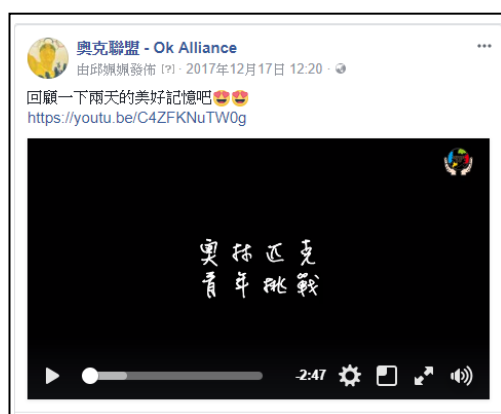 奧克聯盟 - Ok Alliance
由邱姵姵發佈 [?] · 2017年12月17日 12:20 ·
回顧一下兩天的美好記憶吧😍😍
https://youtu.be/C4ZFKNuTW0g
奧林匹克
青年挑戰
-2:47